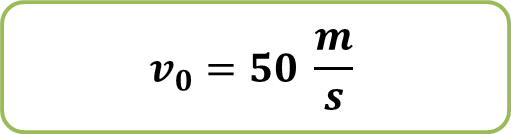 v₀ = 50 m/s